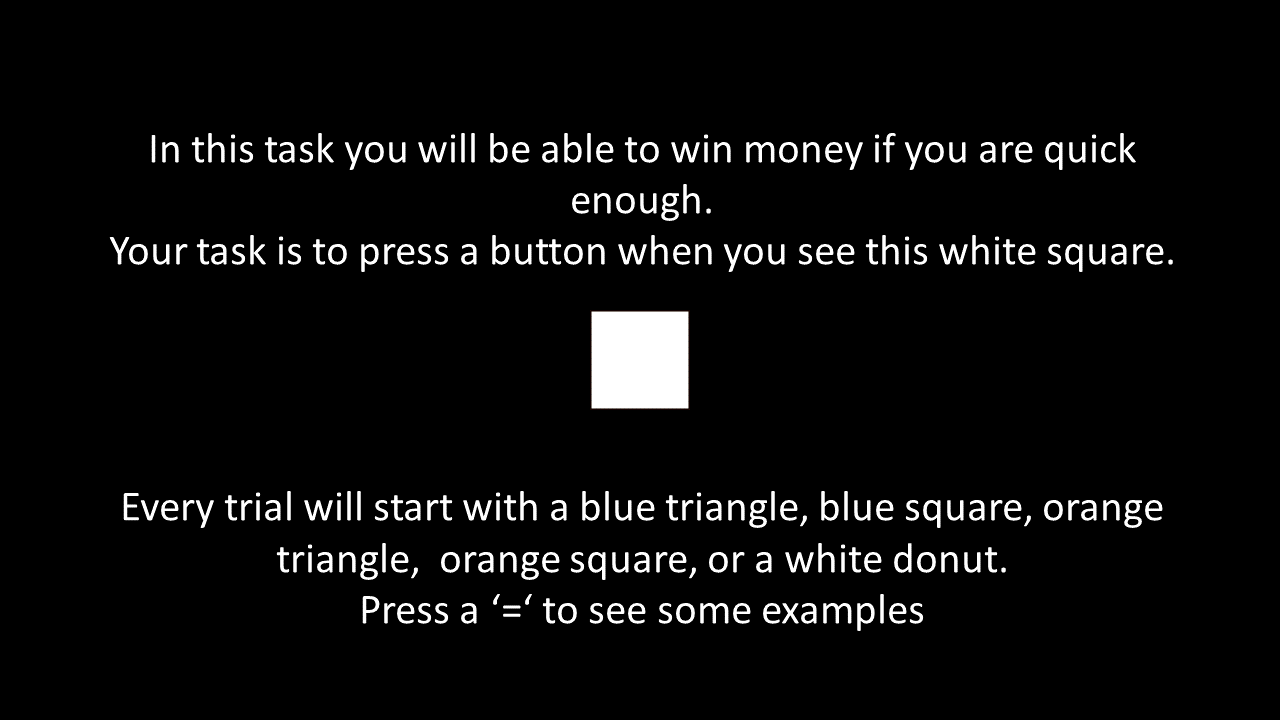 In this task you will be able to win money if you are quick
enough.
Your task is to press a button when you see this white square.
Every trial will start with a blue triangle, blue square, orange
triangle,  orange square, or a white donut.
Press a ‘=‘ to see some examples